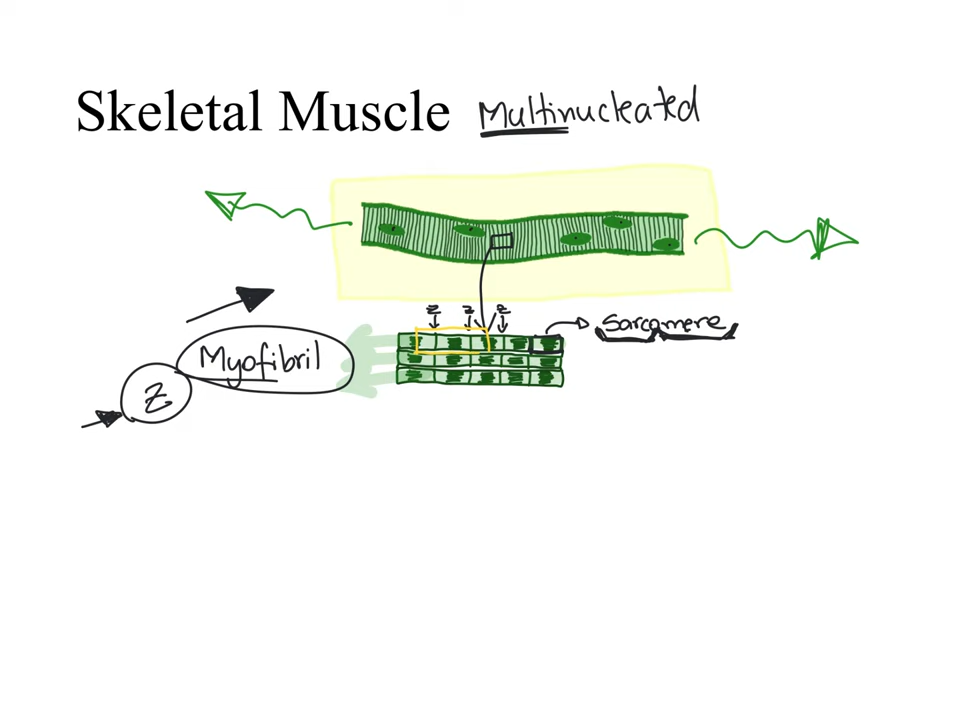 Skeletal Muscle Multinucleated
Z Z Z
Sarcomere
Myofibril
Z